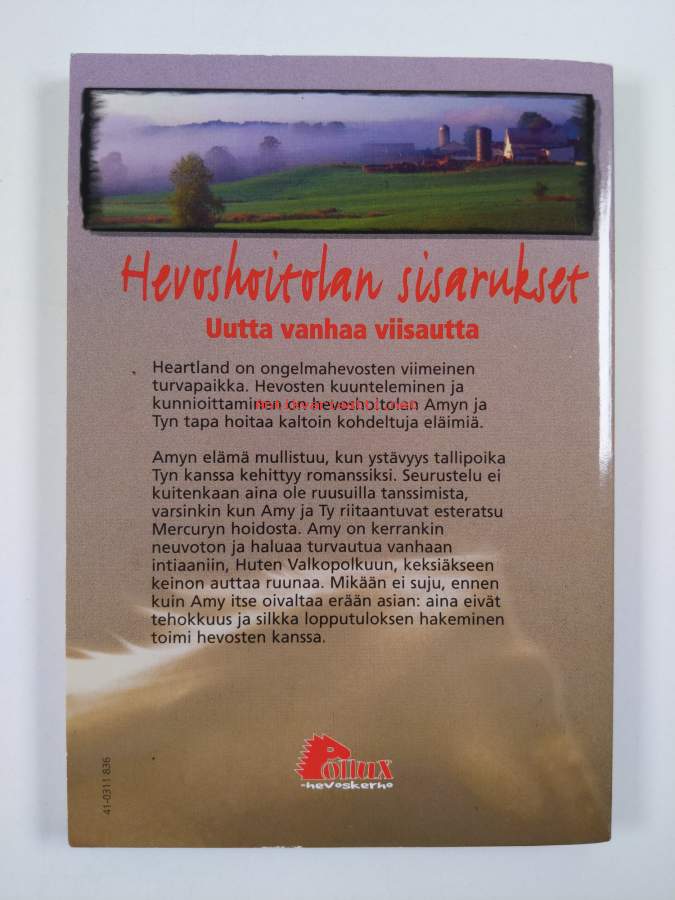 Hevoshoitolan sisarukset
Uutta vanhaa viisautta
Heartland on ongelmahevosten viimeinen
turvapaikka. Hevosten kuunteleminen ja
kunnioittaminen on hevoshoitolan Amyn ja
Tyn tapa hoitaa kaltoin kohdeltuja eläimiä.
Amyn elämä mullistuu, kun ystävyys tallipoika
Tyn kanssa kehittyy romanssiksi. Seurustelu ei
kuitenkaan aina ole ruusuilla tanssimista,
varsinkin kun Amy ja Ty riitaantuvat esteratsu
Mercuryn hoidosta. Amy on kerrankin
neuvoton ja haluaa turvautua vanhaan
intiaaniin, Huten Valkopolkuun, keksiäkseen
keinon auttaa ruunaa. Mikään ei suju, ennen
kuin Amy itse oivaltaa erään asian: aina eivät
tehokkuus ja silkka lopputuloksen hakeminen
toimi hevosten kanssa.
Pollux
-hevoskerho
41-0311 836